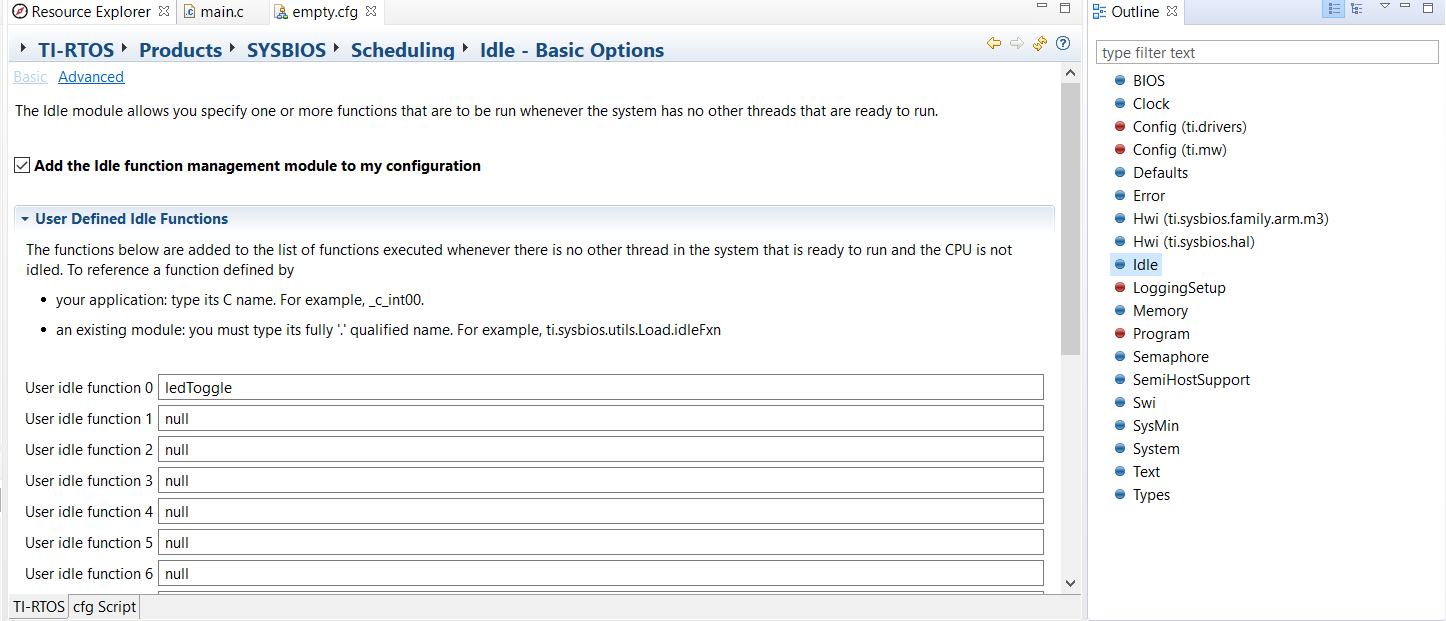 Resource Explorer
main.c
empty.cfg
TI-RTOS Products SYSBIOS Scheduling Idle - Basic Options
Basic Advanced
The Idle module allows you specify one or more functions that are to be run whenever the system has no other threads that are ready to run.
Add the Idle function management module to my configuration
User Defined Idle Functions
The functions below are added to the list of functions executed whenever there is no other thread in the system that is ready to run and the CPU is not
idled. To reference a function defined by
• your application: type its C name. For example, _c_int00.
• an existing module: you must type its fully '.' qualified name. For example, ti.sysbios.utils.Load.idleFxn
User idle function 0 ledToggle
User idle function 1 null
User idle function 2 null
User idle function 3 null
User idle function 4 null
User idle function 5 null
User idle function 6 null
TI-RTOS cfg Script
Outline
type filter text
BIOS
Clock
Config (ti.drivers)
Config (ti.mw)
Defaults
Error
Hwi (ti.sysbios.family.arm.m3)
Hwi (ti.sysbios.hal)
Idle
LoggingSetup
Memory
Program
Semaphore
SemiHostSupport
Swi
SysMin
System
Text
Types